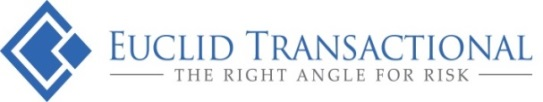 EUCLID TRANSACTIONAL
THE RIGHT ANGLE FOR RISK